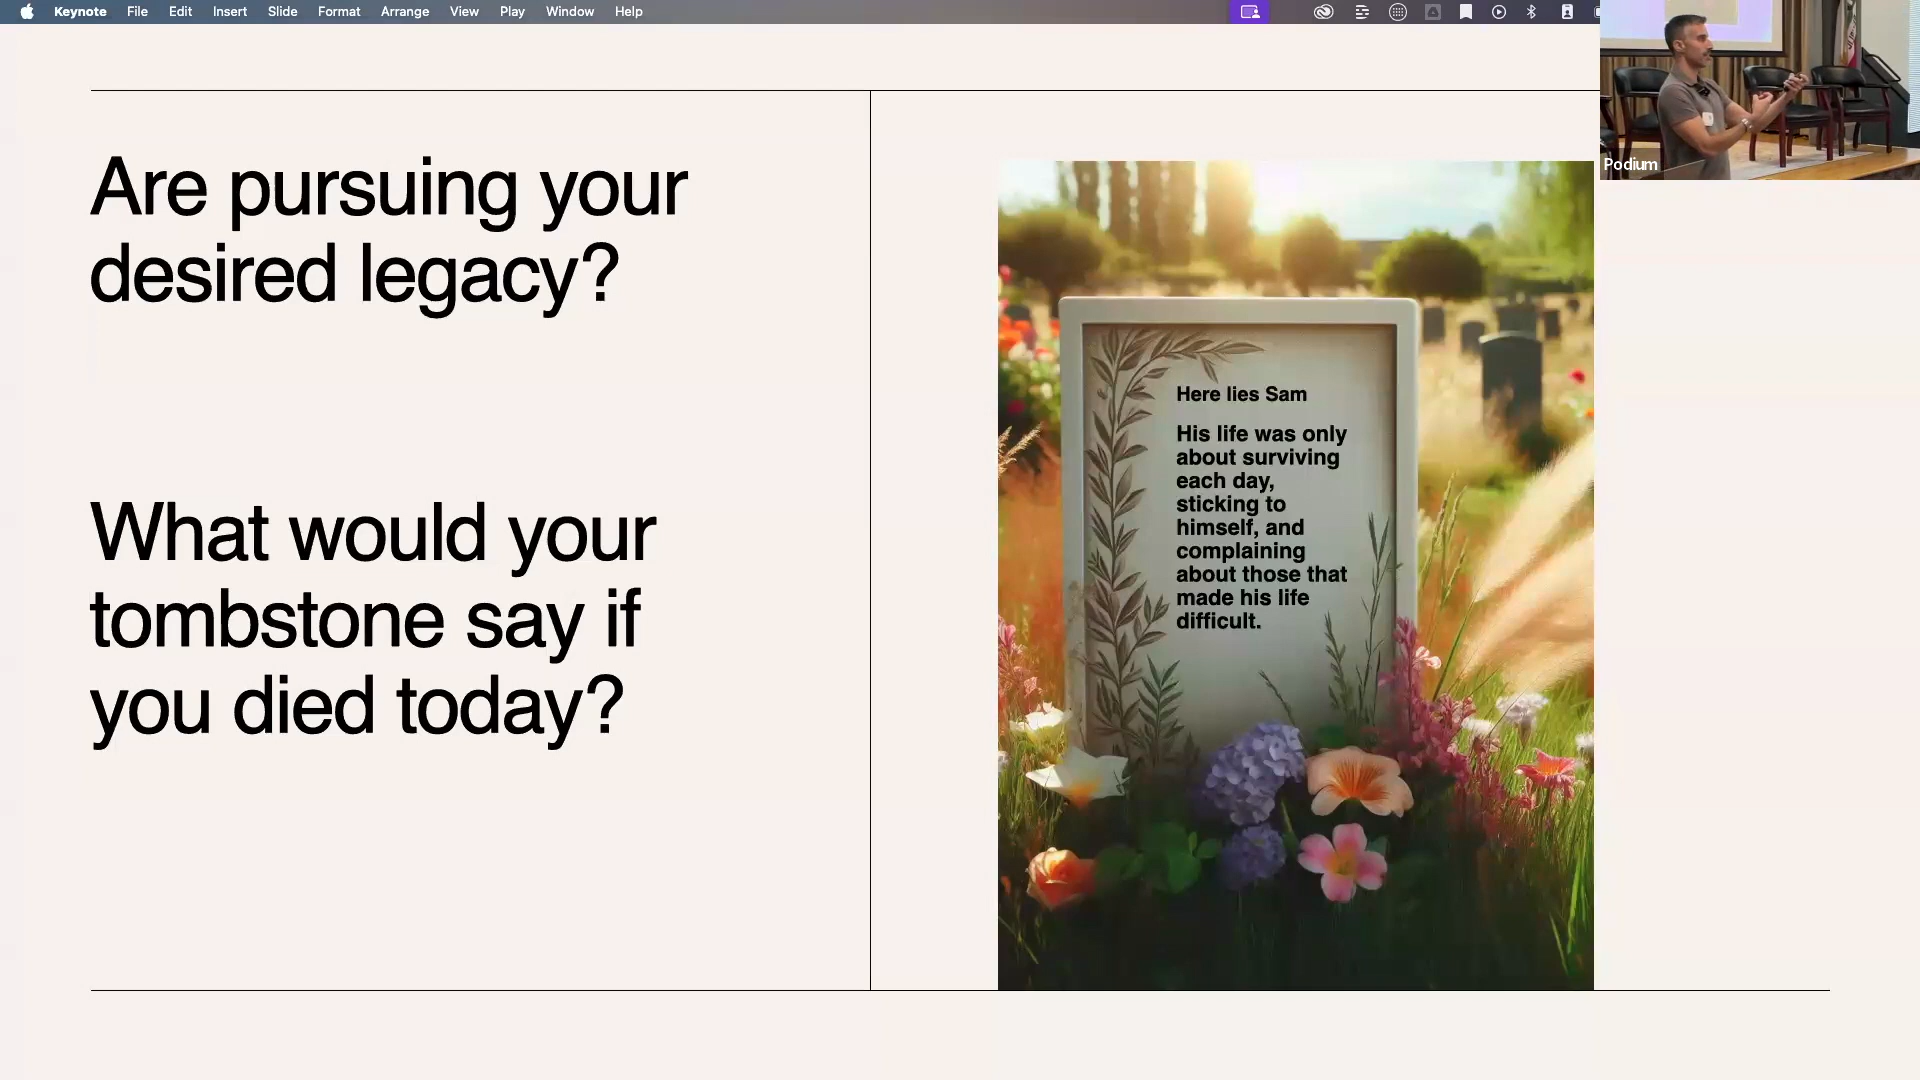 Keynote File Edit Insert Slide Format Arrange View Play Window Help
Podium
Are pursuing your
desired legacy?
What would your
tombstone say if
you died today?
Here lies Sam
His life was only
about surviving
each day,
sticking to
himself, and
complaining
about those that
made his life
difficult.